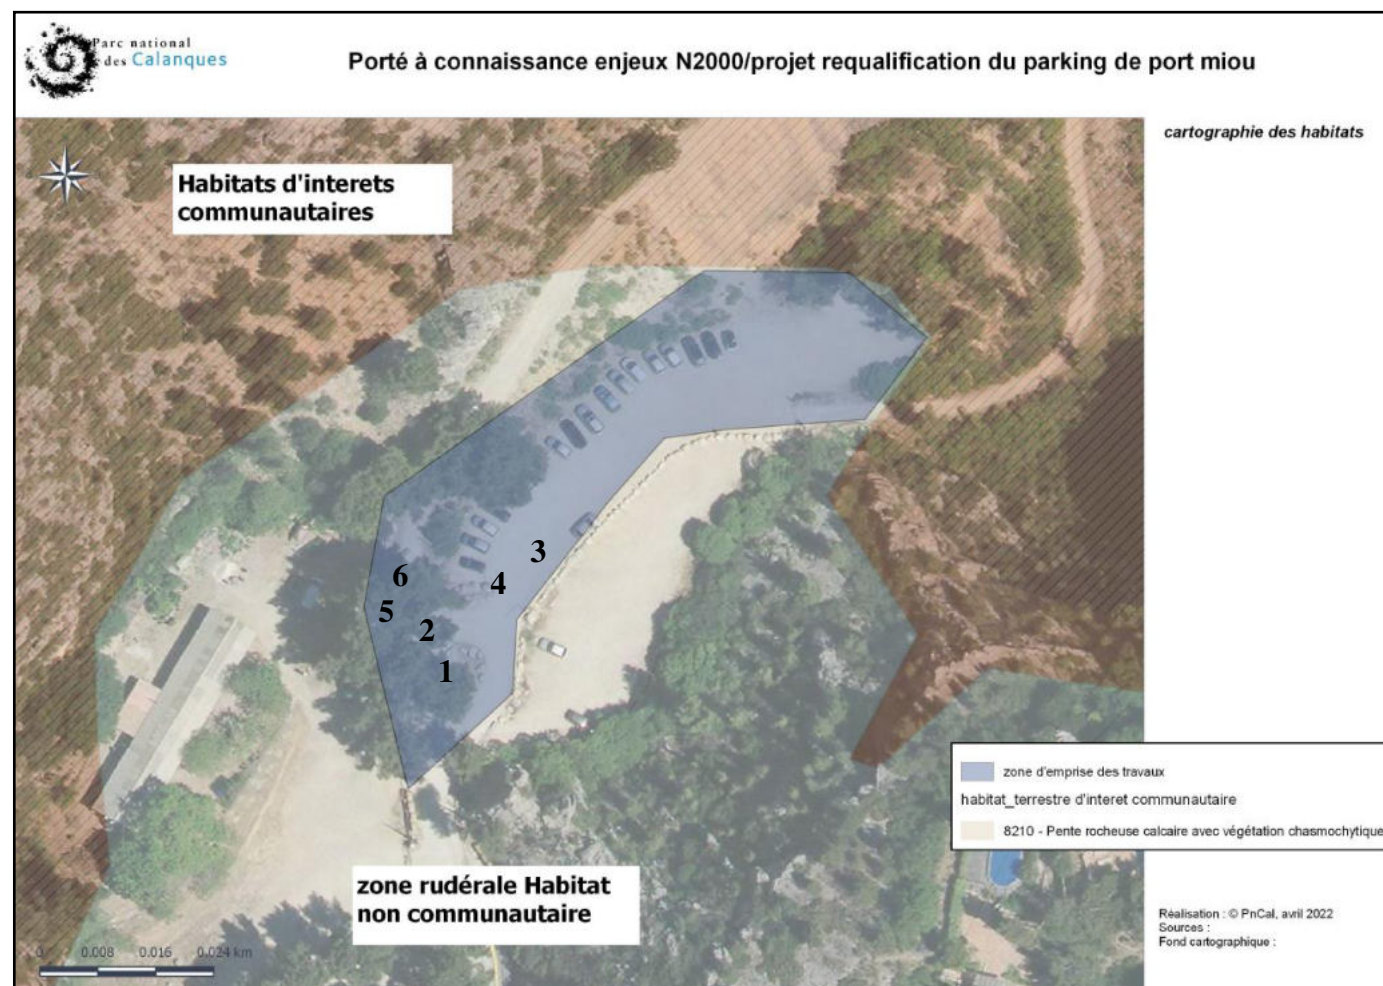 Parc national
des Calanques
Porté à connaissance enjeux N2000/projet requalification du parking de port miou
cartographie des habitats
Habitats d'interets
communautaires
3
6
4
5
2
1
zone d'emprise des travaux
habitat_terrestre d'interet communautaire
8210 - Pente rocheuse calcaire avec végétation chasmochytique
zone rudérale Habitat
non communautaire
Réalisation : © PnCal, avril 2022
Sources :
Fond cartographique :
0 0.008 0.016 0.024 km